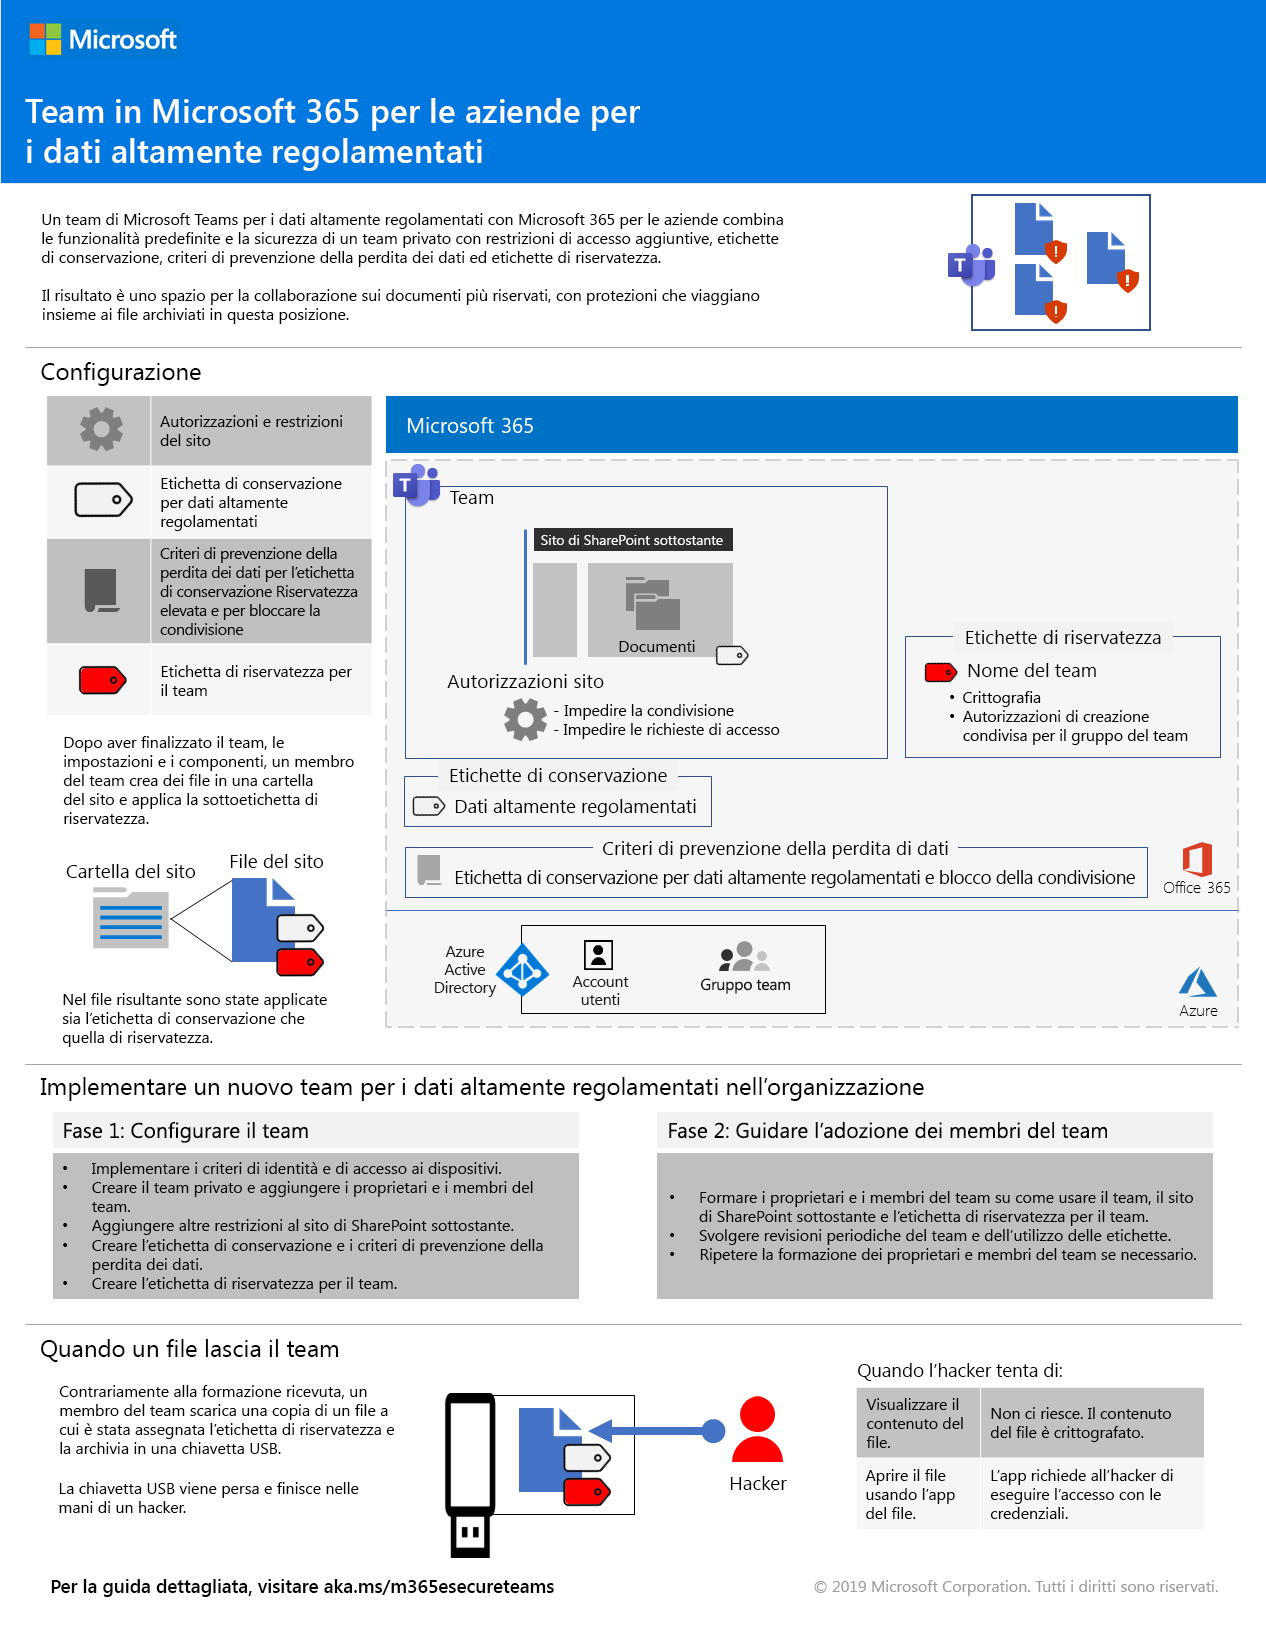 Microsoft
Team in Microsoft 365 per le aziende per
i dati altamente regolamentati
Un team di Microsoft Teams per i dati altamente regolamentati con Microsoft 365 per le aziende combina
le funzionalità predefinite e la sicurezza di un team privato con restrizioni di accesso aggiuntive, etichette
di conservazione, criteri di prevenzione della perdita dei dati ed etichette di riservatezza.
Il risultato è uno spazio per la collaborazione sui documenti più riservati, con protezioni che viaggiano
insieme ai file archiviati in questa posizione.
T
Configurazione
Autorizzazioni e restrizioni
del sito
Etichetta di conservazione
per dati altamente
regolamentati
Criteri di prevenzione della
perdita dei dati per l'etichetta
di conservazione Riservatezza
elevata e per bloccare la
condivisione
Etichetta di riservatezza per
il team
Dopo aver finalizzato il team, le
impostazioni e i componenti, un membro
del team crea dei file in una cartella
del sito e applica la sottoetichetta di
riservatezza.
Cartella del sito
File del sito
Nel file risultante sono state applicate
sia l'etichetta di conservazione che
quella di riservatezza.
Microsoft 365
T
Team
Sito di SharePoint sottostante
Documenti
Autorizzazioni sito
- Impedire la condivisione
- Impedire le richieste di accesso
Etichette di riservatezza
Nome del team
• Crittografia
• Autorizzazioni di creazione
condivisa per il gruppo del team
Etichette di conservazione
Dati altamente regolamentati
Criteri di prevenzione della perdita di dati
Etichetta di conservazione per dati altamente regolamentati e blocco della condivisione
Office 365
Azure
Active
Directory
Account
utenti
Gruppo team
Azure
Implementare un nuovo team per i dati altamente regolamentati nell'organizzazione
Fase 1: Configurare il team
• Implementare i criteri di identità e di accesso ai dispositivi.
• Creare il team privato e aggiungere i proprietari e i membri del
team.
• Aggiungere altre restrizioni al sito di SharePoint sottostante.
• Creare l'etichetta di conservazione e i criteri di prevenzione della
perdita dei dati.
• Creare l'etichetta di riservatezza per il team.
Fase 2: Guidare l'adozione dei membri del team
• Formare i proprietari e i membri del team su come usare il team, il sito
di SharePoint sottostante e l'etichetta di riservatezza per il team.
• Svolgere revisioni periodiche del team e dell'utilizzo delle etichette.
• Ripetere la formazione dei proprietari e membri del team se necessario.
Quando un file lascia il team
Contrariamente alla formazione ricevuta, un
membro del team scarica una copia di un file a
cui è stata assegnata l'etichetta di riservatezza e
la archivia in una chiavetta USB.
La chiavetta USB viene persa e finisce nelle
mani di un hacker.
Hacker
Quando l'hacker tenta di:
Visualizzare il
contenuto del
file.
Non ci riesce. Il contenuto
del file è crittografato.
Aprire il file
usando l'app
del file.
L'app richiede all'hacker di
eseguire l'accesso con le
credenziali.
Per la guida dettagliata, visitare aka.ms/m365esecureteams
© 2019 Microsoft Corporation. Tutti i diritti sono riservati.